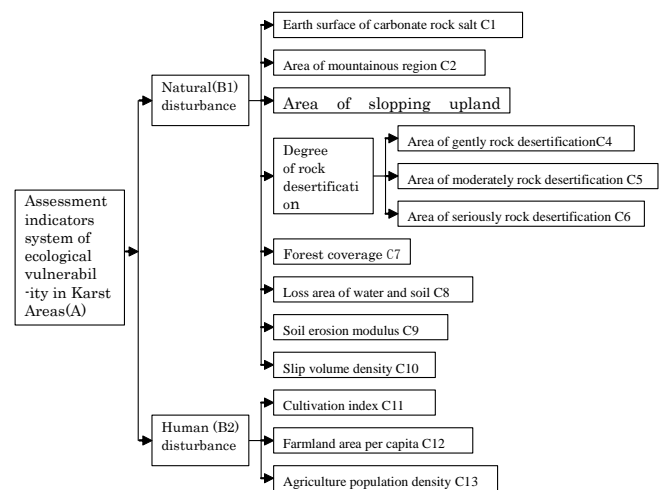 Assessment
indicators
system of
ecological
vulnerabil
-ity in Karst
Areas(A)
Natural(B1)
disturbance
Earth surface of carbonate rock salt C1
Area of mountainous region C2
Area of slopping upland
Degree
of rock
desertificati
on
Area of gently rock desertificationC4
Area of moderately rock desertification C5
Area of seriously rock desertification C6
Forest coverage C7
Loss area of water and soil C8
Soil erosion modulus C9
Slip volume density C10
Human (B2)
disturbance
Cultivation index C11
Farmland area per capita C12
Agriculture population density C13